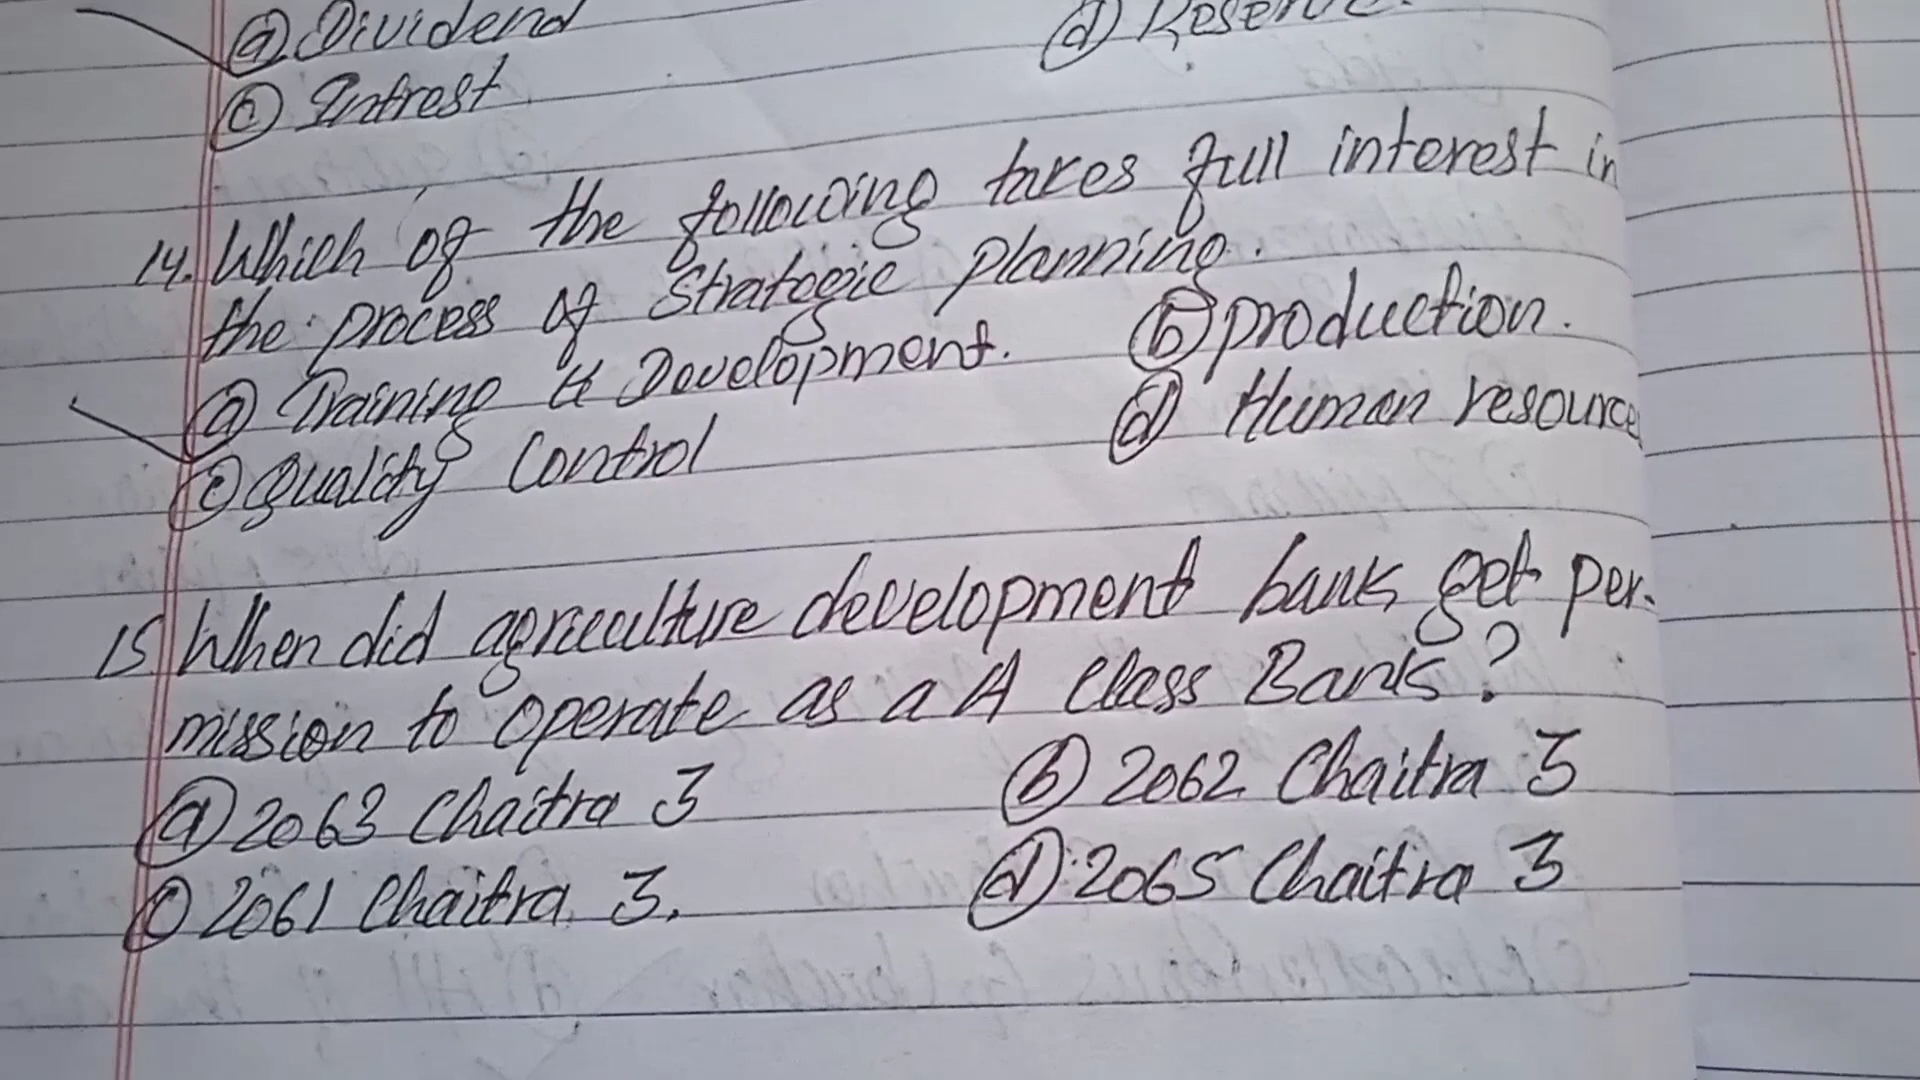 (a) Dividend (d) Reserve.
(c) Intrest
14. Which of the following takes full interest in
the process of Strategic planning.
(a) Training & Development. (b) production.
(c) Quality Control (d) Human resource
15. When did agriculture development bank get per-
mission to operate as a A Class Bank?
(a) 2063 Chaitra 3 (b) 2062 Chaitra 3
(c) 2061 Chaitra 3. (d) 2065 Chaitra 3